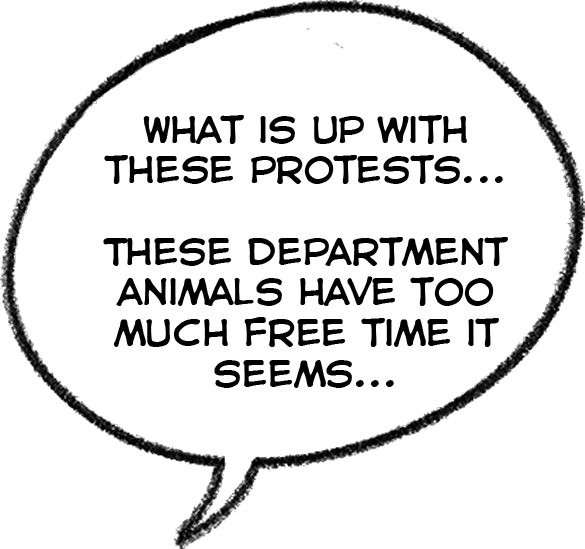 WHAT IS UP WITH
THESE PROTESTS...
THESE DEPARTMENT
ANIMALS HAVE TOO
MUCH FREE TIME IT
SEEMS...